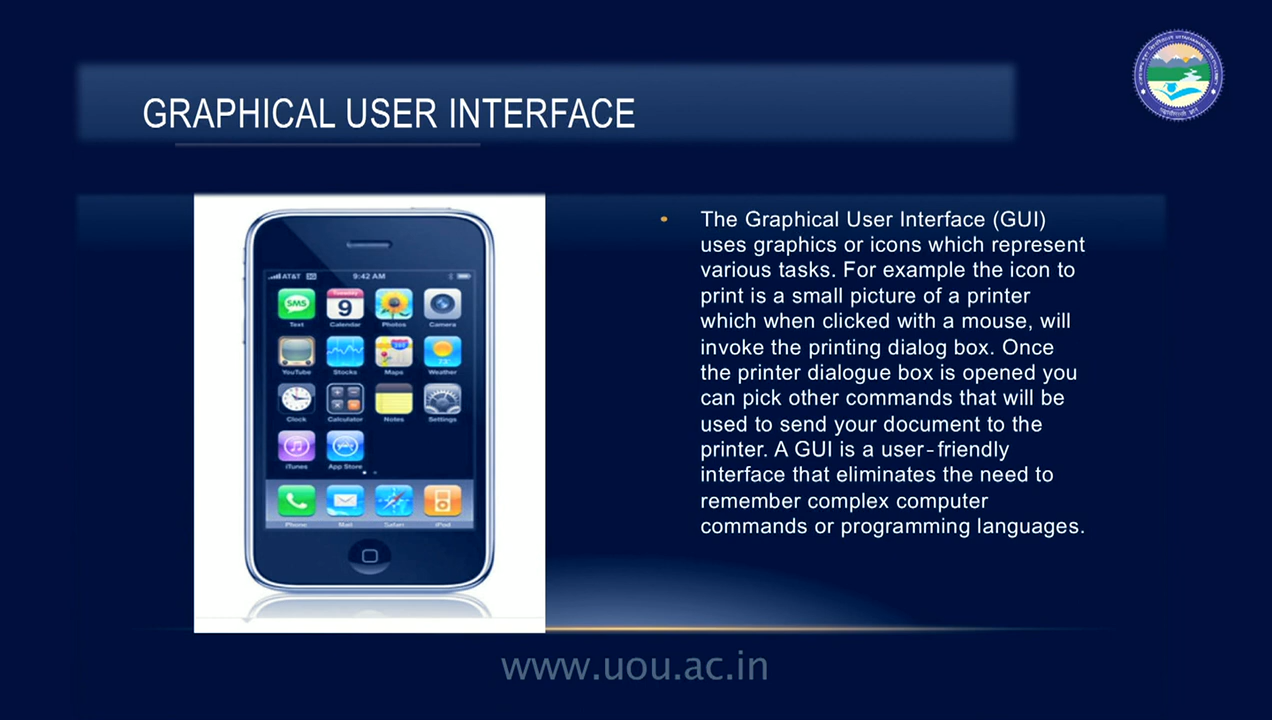 GRAPHICAL USER INTERFACE
• The Graphical User Interface (GUI)
uses graphics or icons which represent
various tasks. For example the icon to
print is a small picture of a printer
which when clicked with a mouse, will
invoke the printing dialog box. Once
the printer dialogue box is opened you
can pick other commands that will be
used to send your document to the
printer. A GUI is a user-friendly
interface that eliminates the need to
remember complex computer
commands or programming languages.
AT&T 3G 9:42 AM
SMS Tuesday 9
Text Calendar Photos Camera
280 73°
YouTube Stocks Maps Weather
Clock Calculator Notes Settings
iTunes App Store
Phone Mail Safari iPod
www.uou.ac.in